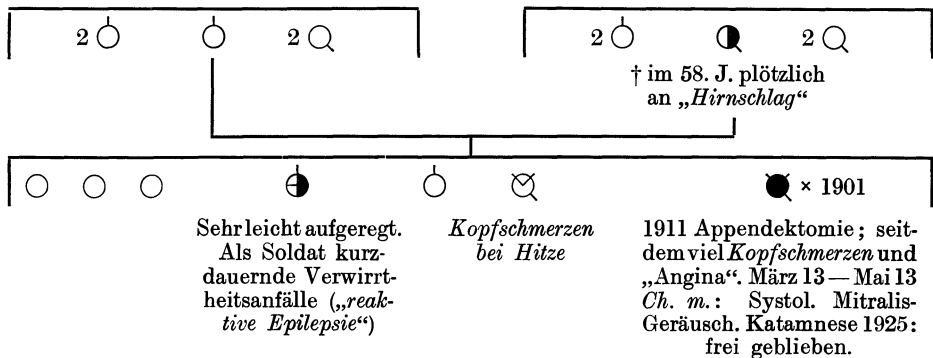 2 2 2 2
† im 58. J. plötzlich
an „Hirnschlag“
× 1901
Sehr leicht aufgeregt.
Als Soldat kurz-
dauernde Verwirrt-
heitsanfälle („reak-
tive Epilepsie“)
Kopfschmerzen
bei Hitze
1911 Appendektomie; seit-
dem viel Kopfschmerzen und
„Angina“. März 13—Mai 13
Ch. m.: Systol. Mitralis-
Geräusch. Katamnese 1925:
frei geblieben.